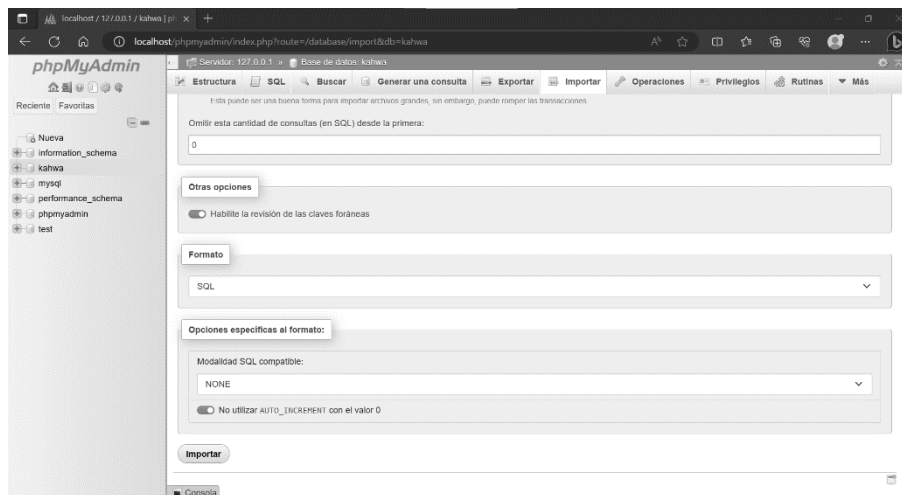 localhost / 127.0.0.1 / kahwa | ph
localhost/phpmyadmin/index.php?route=/database/import&db=kahwa
phpMyAdmin
Reciente Favoritas
Nueva
information_schema
kahwa
mysql
performance_schema
phpmyadmin
test
Servidor: 127.0.0.1 » Base de datos: kahwa
Estructura SQL Buscar Generar una consulta Exportar Importar Operaciones Privilegios Rutinas Más
Esta puede ser una buena forma para importar archivos grandes, sin embargo, puede romper las transacciones.
Omitir esta cantidad de consultas (en SQL) desde la primera:
0
Otras opciones
Habilite la revisión de las claves foráneas
Formato
SQL
Opciones específicas al formato:
Modalidad SQL compatible:
NONE
No utilizar AUTO_INCREMENT con el valor 0
Importar
Consola